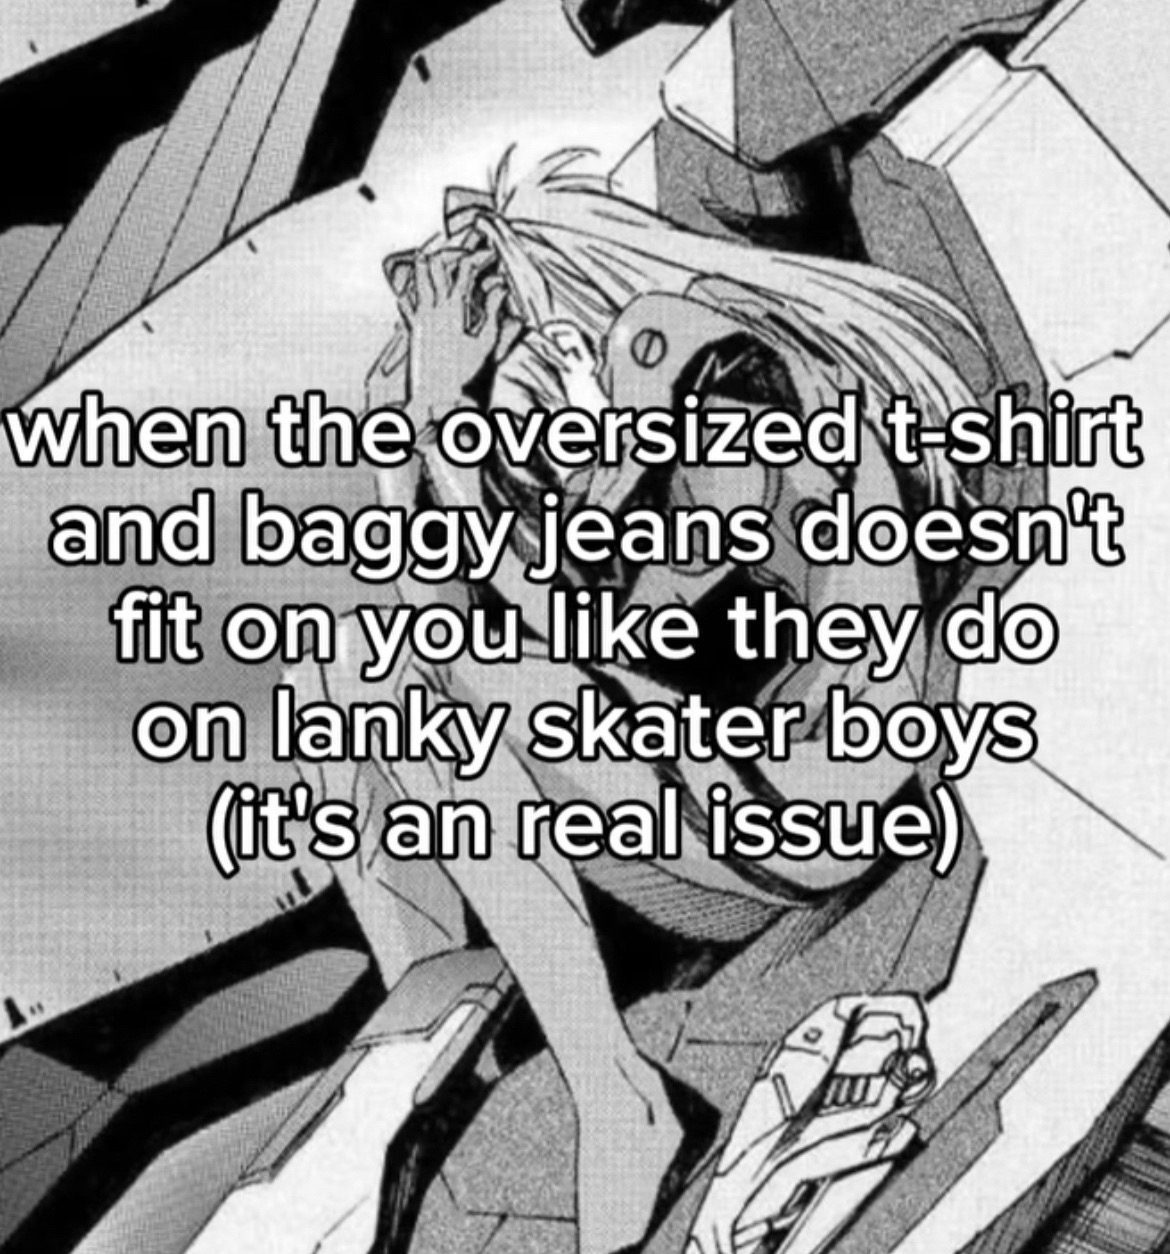 when the oversized t-shirt
and baggy jeans doesn't
fit on you like they do
on lanky skater boys
(it's an real issue)